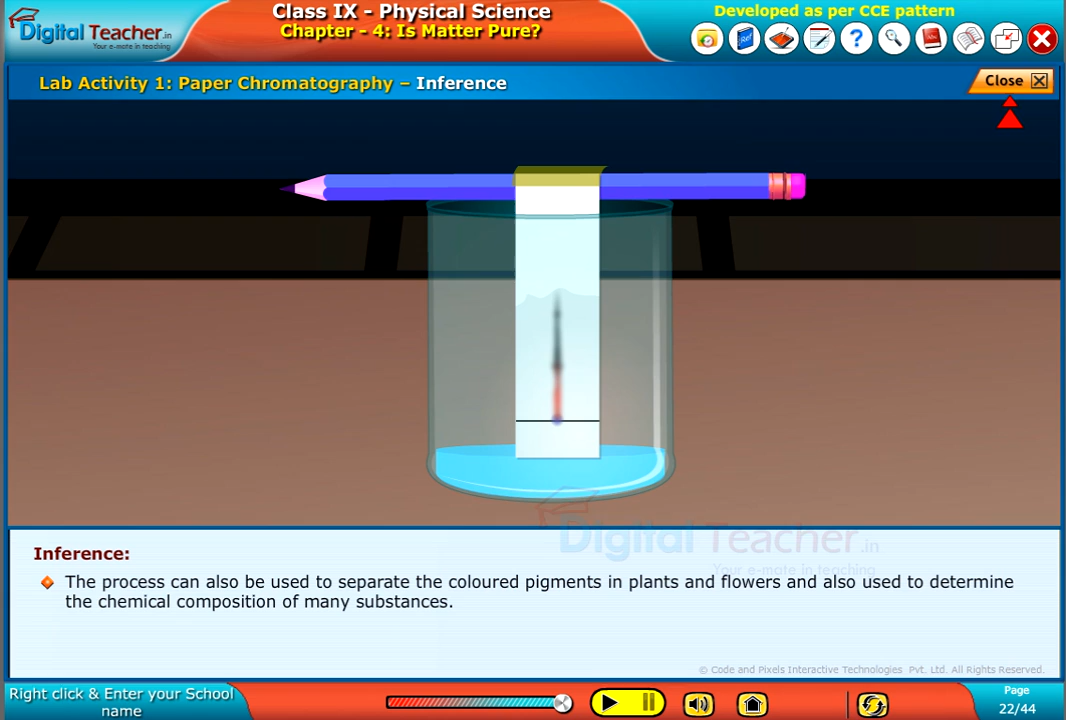 Class IX - Physical Science
Chapter - 4: Is Matter Pure?
Developed as per CCE pattern
Digital Teacher.in
Your e-mate in teaching
Ref
?
Lab Activity 1: Paper Chromatography – Inference
Close
Digital Teacher.in
Your e-mate in teaching
Inference:
The process can also be used to separate the coloured pigments in plants and flowers and also used to determine
the chemical composition of many substances.
© Code and Pixels Interactive Technologies Pvt. Ltd. All Rights Reserved.
Right click & Enter your School
name
Page
22/44